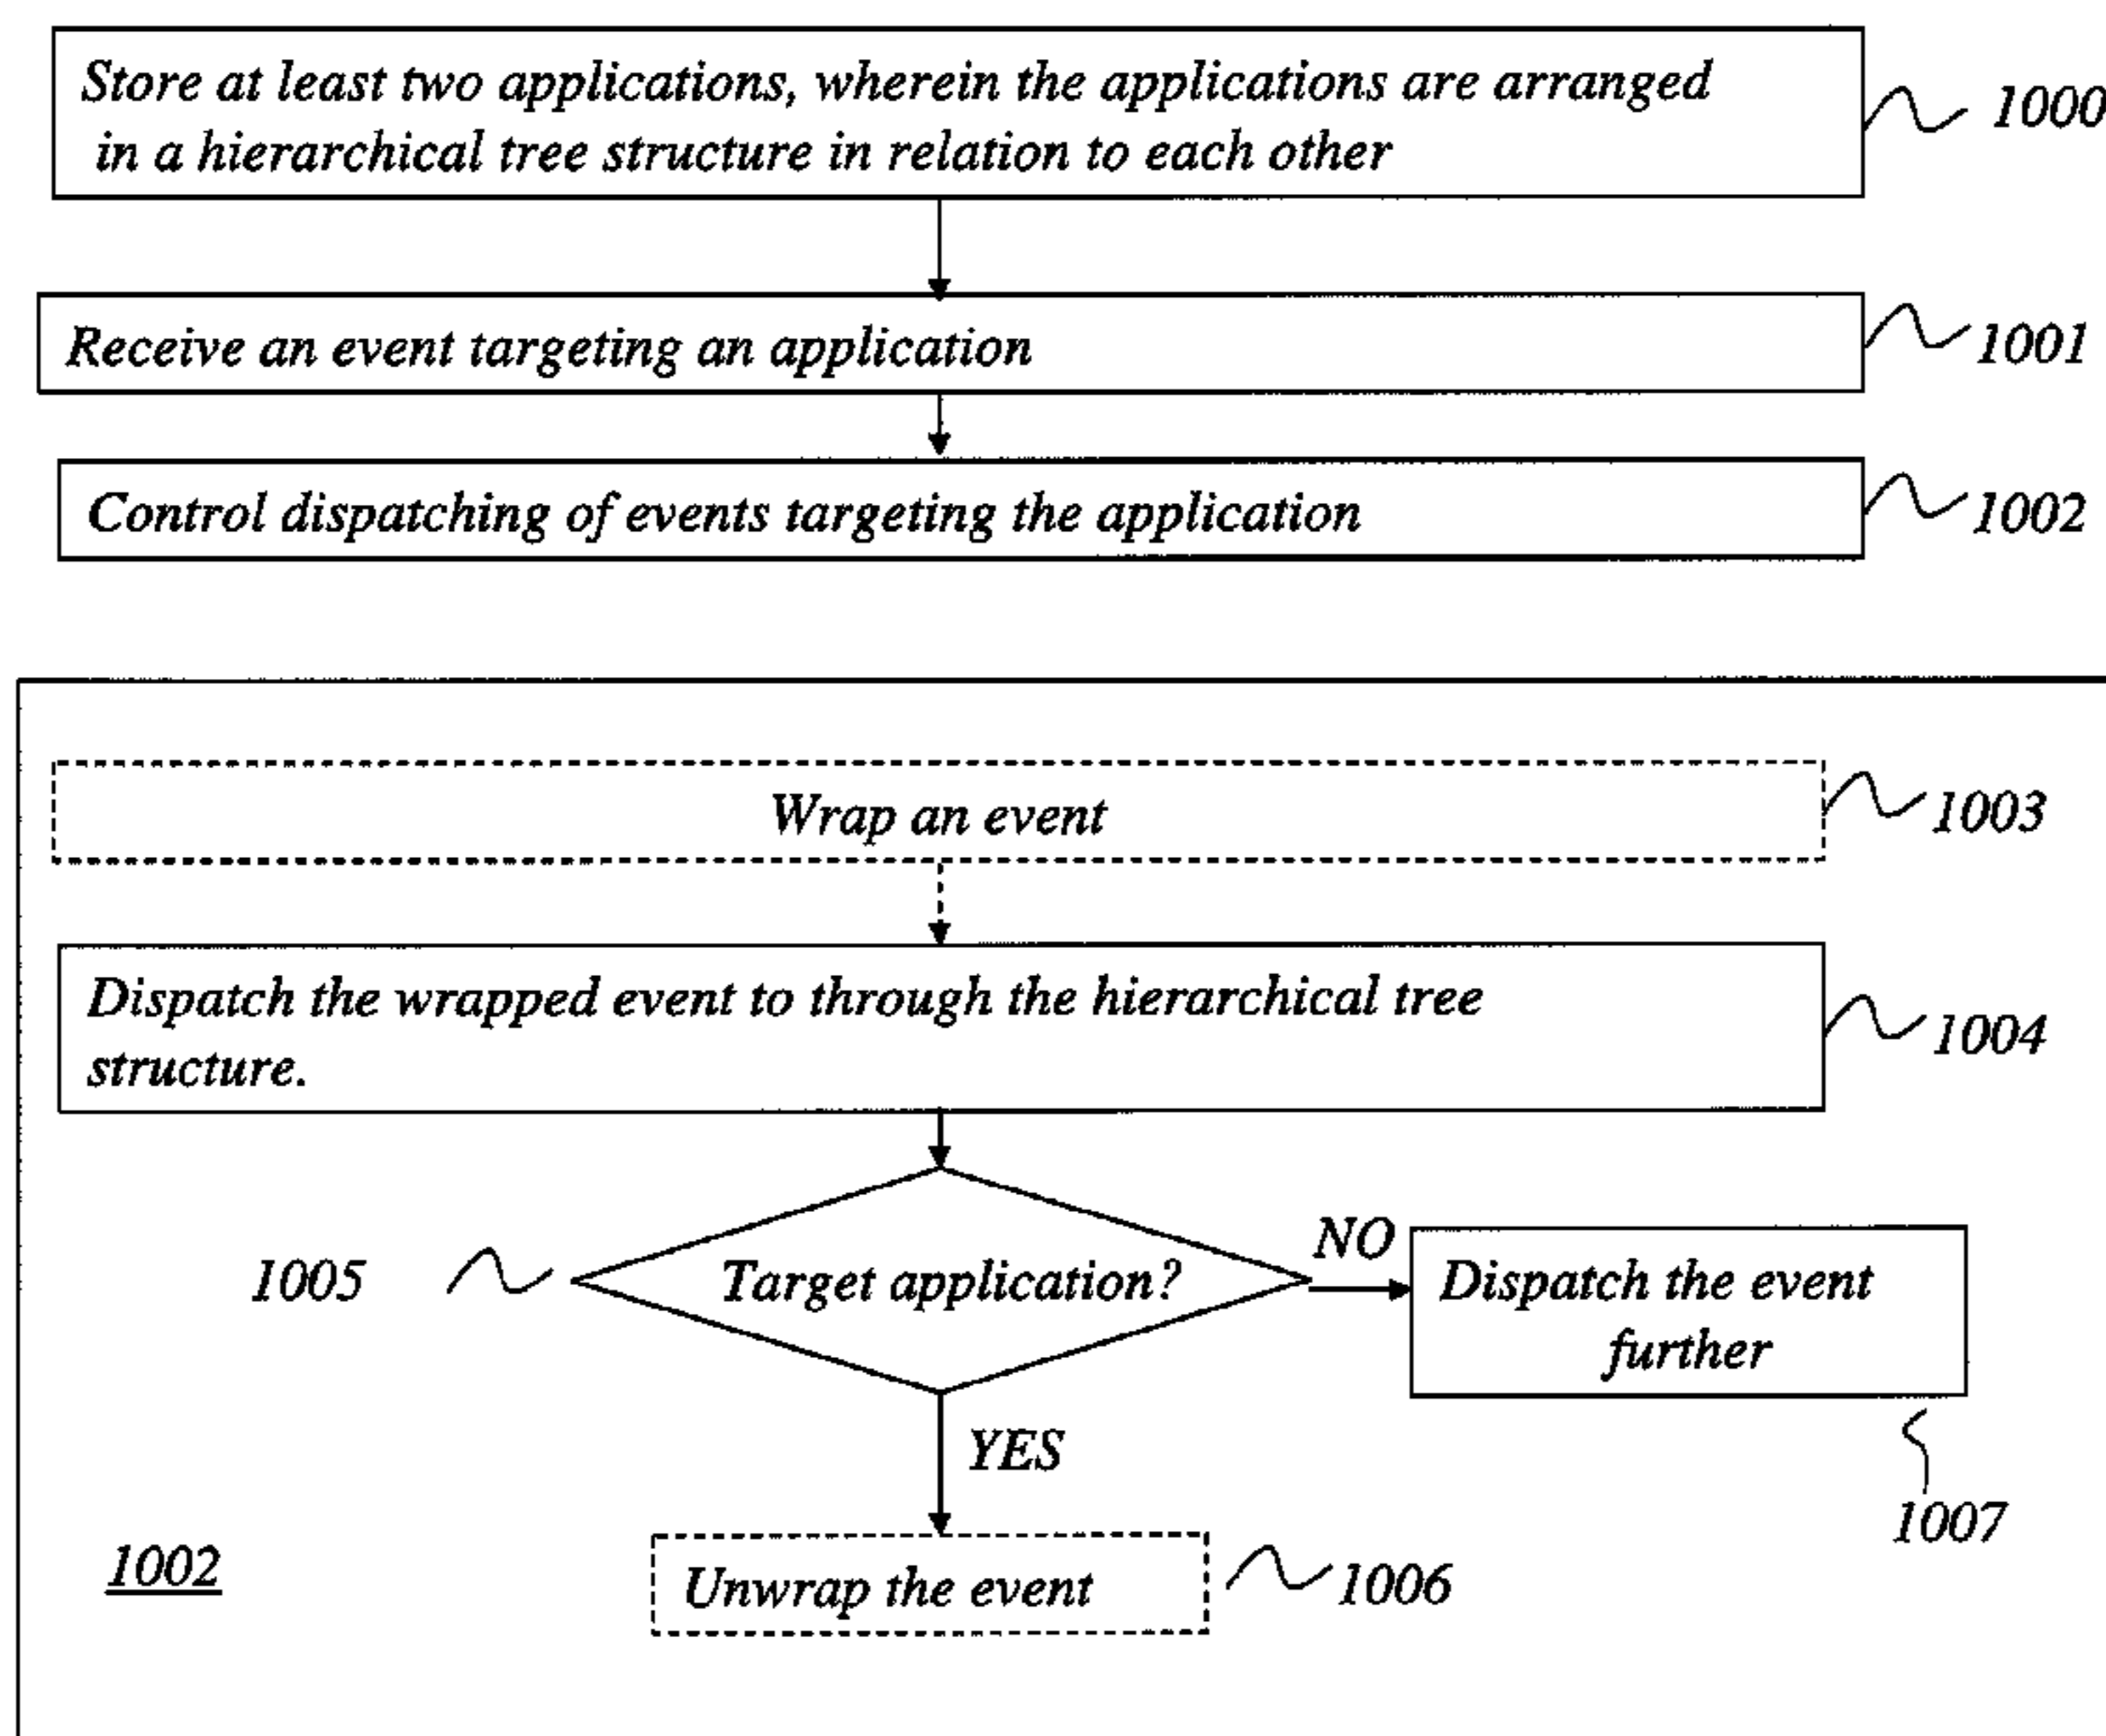 Store at least two applications, wherein the applications are arranged
in a hierarchical tree structure in relation to each other
1000
Receive an event targeting an application
1001
Control dispatching of events targeting the application
1002
Wrap an event
1003
Dispatch the wrapped event to through the hierarchical tree
structure.
1004
1005
Target application?
NO
Dispatch the event
further
YES
1007
1002
Unwrap the event
1006